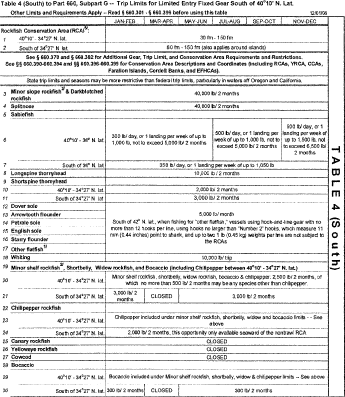 Table 4 (South) to Part 660, Subpart G -- Trip Limits for Limited Entry Fixed Gear South of 40°10' N. Lat.
Other Limits and Requirements Apply -- Read § 660.301 - § 660.399 before using this table
JAN-FEB MAR-APR MAY-JUN JUL-AUG SEP-OCT NOV-DEC
Rockfish Conservation Area (RCA)
1 40°10' - 34°27' N. lat. 30 fm - 150 fm
2 South of 34°27' N. lat. 60 fm - 150 fm (also applies around islands)
See § 660.370 and § 660.382 for Additional Gear, Trip Limit, and Conservation Area Requirements and Restrictions.
See §§ 660.390-660.394 and §§ 660.396-660.399 for Conservation Area Descriptions and Coordinates (including RCAs, YRCA, CCAs,
Farallon Islands, Cordell Banks, and EFHCAs).
State trip limits and seasons may be more restrictive than federal trip limits, particularly in waters off Oregon and California.
3 Minor slope rockfish & Darkblotched
rockfish 40,000 lb/ 2 months
4 Splitnose 40,000 lb/ 2 months
5 Sablefish
6 40°10' - 36° N. lat. 300 lb/ day, or 1 landing per week of up to
1,000 lb, not to exceed 5,000 lb/ 2 months
500 lb/ day, or 1 landing per week of up to 1,000 lb, not to exceed 5,000 lb/ 2 months
500 lb/ day, or 1 landing per week of up to 1,500 lb, not to exceed 6,500 lb/ 2 months
7 South of 36° N. lat. 350 lb/ day, or 1 landing per week of up to 1,050 lb
8 Longspine thornyhead 10,000 lb / 2 months
9 Shortspine thornyhead
10 40°10' - 34°27' N. lat. 2,000 lb/ 2 months
11 South of 34°27' N. lat. 3,000 lb/ 2 months
12 Dover sole
13 Arrowtooth flounder
14 Petrale sole
15 English sole
16 Starry flounder
17 Other flatfish
5,000 lb/ month
South of 42° N. lat., when fishing for "other flatfish," vessels using hook-and-line gear with no
more than 12 hooks per line, using hooks no larger than "Number 2" hooks, which measure 11
mm (0.44 inches) point to shank, and up to two 1 lb (0.45 kg) weights per line are not subject to
the RCAs
18 Whiting 10,000 lb/ trip
19 Minor shelf rockfish, Shortbelly, Widow rockfish, and Bocaccio (including Chilipepper between 40°10' - 34°27' N. lat.)
20 40°10' - 34°27' N. lat. Minor shelf rockfish, shortbelly, widow rockfish, bocaccio & chilipepper: 2,500 lb/ 2 months, of
which no more than 500 lb/ 2 months may be any species other than chilipepper.
21 South of 34°27' N. lat. 3,000 lb/ 2 months CLOSED 3,000 lb/ 2 months
22 Chilipepper rockfish
23 40°10' - 34°27' N. lat. Chilipepper included under minor shelf rockfish, shortbelly, widow and bocaccio limits -- See
above
24 South of 34°27' N. lat. 2,000 lb/ 2 months, this opportunity only available seaward of the nontrawl RCA
25 Canary rockfish CLOSED
26 Yelloweye rockfish CLOSED
27 Cowcod CLOSED
28 Bocaccio
29 40°10' - 34°27' N. lat. Bocaccio included under Minor shelf rockfish, shortbelly, widow & chilipepper limits -- See above
30 South of 34°27' N. lat. 300 lb/ 2 months CLOSED 300 lb/ 2 months
TABLE 4 (South)